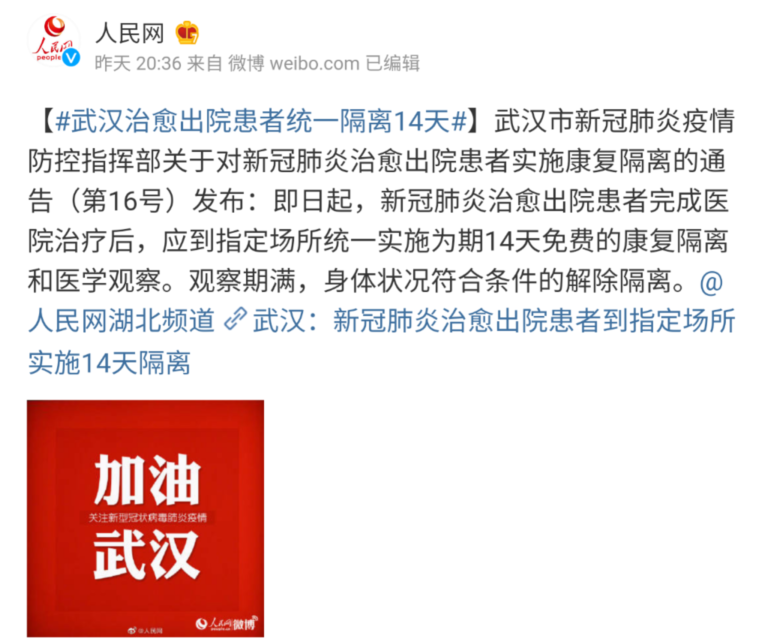 人民网
people
昨天 20:36 来自 微博 weibo.com 已编辑
【#武汉治愈出院患者统一隔离14天#】武汉市新冠肺炎疫情
防控指挥部关于对新冠肺炎治愈出院患者实施康复隔离的通
告（第16号）发布：即日起，新冠肺炎治愈出院患者完成医
院治疗后，应到指定场所统一实施为期14天免费的康复隔离
和医学观察。观察期满，身体状况符合条件的解除隔离。@
人民网湖北频道 武汉：新冠肺炎治愈出院患者到指定场所
实施14天隔离
加油
关注新型冠状病毒肺炎疫情
武汉
@人民网
人民网微博